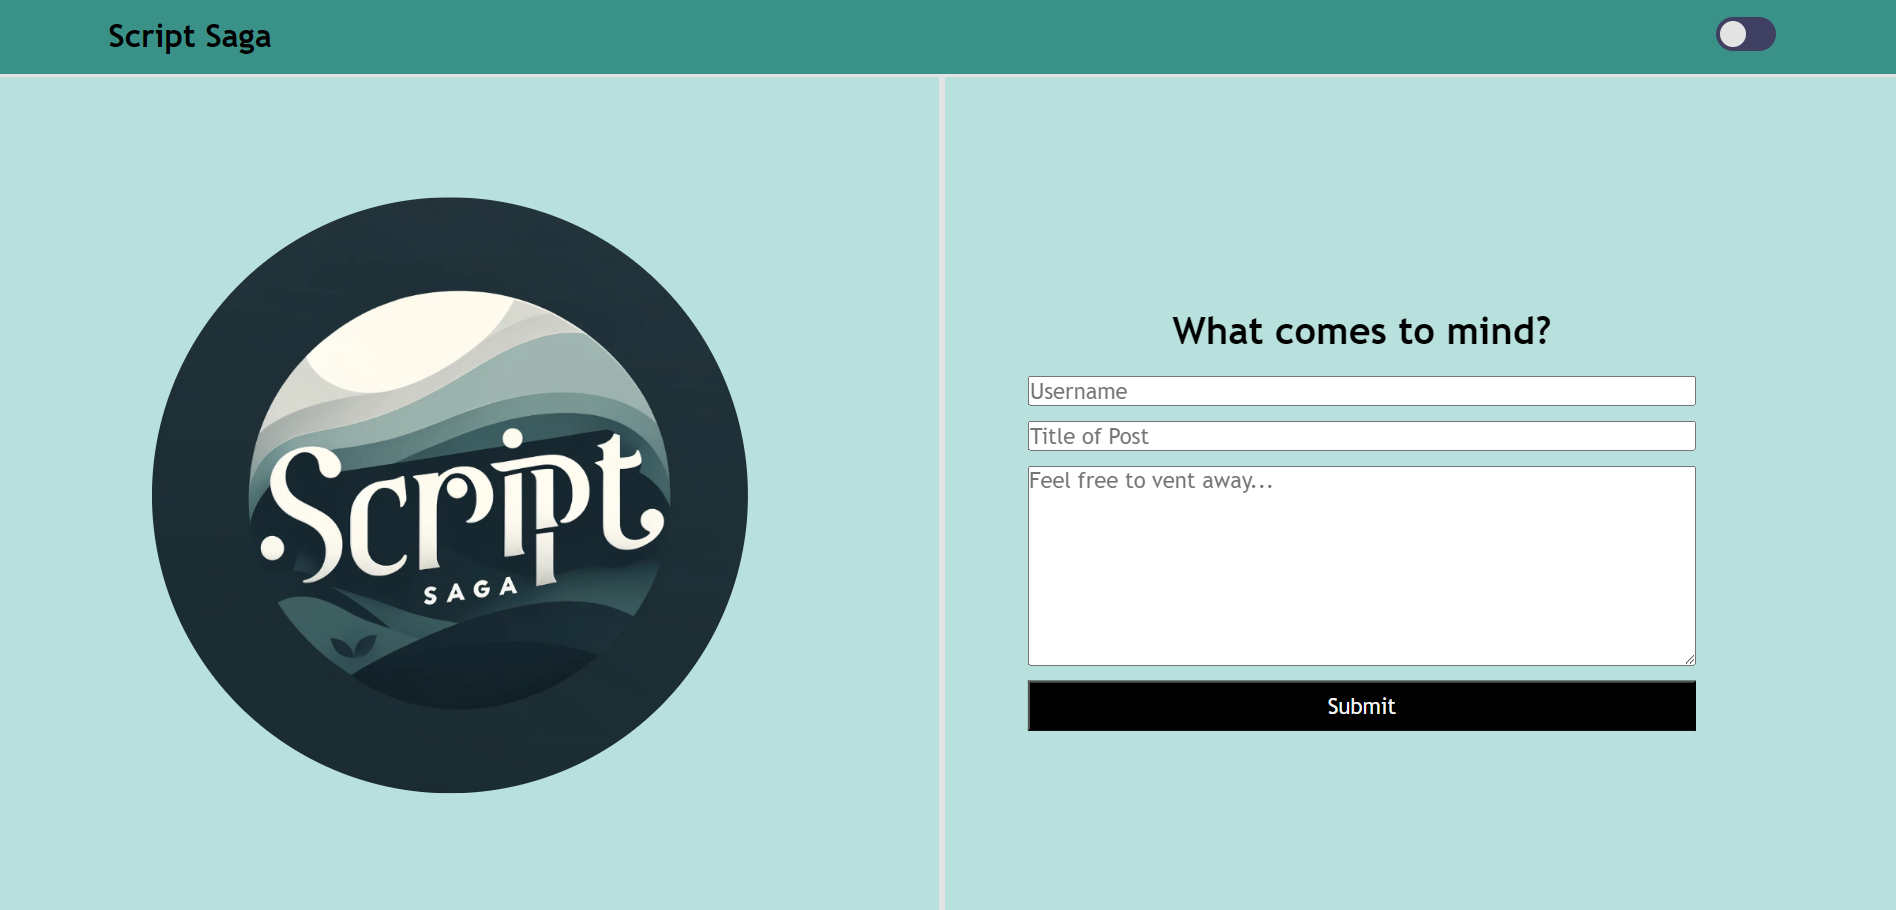 Script Saga
Script
SAGA
What comes to mind?
Username
Title of Post
Feel free to vent away...
Submit